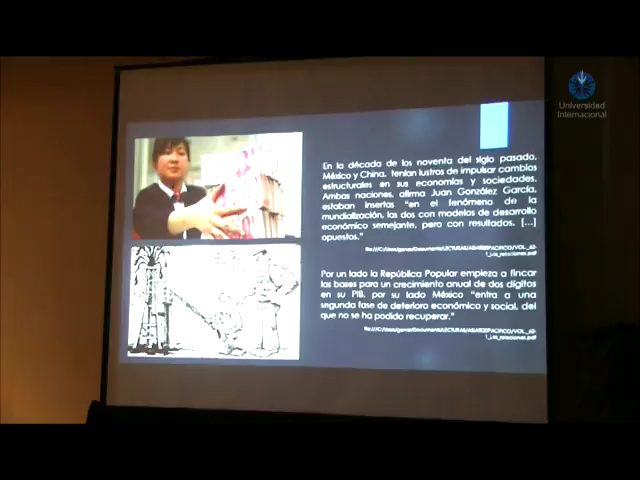 Universidad
Internacional
En la década de los noventa del siglo pasado,
México y China, tenían lustros de impulsar cambios
estructurales en sus economías y sociedades.
Ambas naciones, afirma Juan González García,
estaban insertas "en el fenómeno de la
mundialización, las dos con modelos de desarrollo
económico semejante, pero con resultados. [...]
opuestos."
Por un lado la República Popular empieza a fincar
las bases para un crecimiento anual de dos dígitos
en su PIB, por su lado México "entra a una
segunda fase de deterioro económico y social, del
que no se ha podido recuperar."